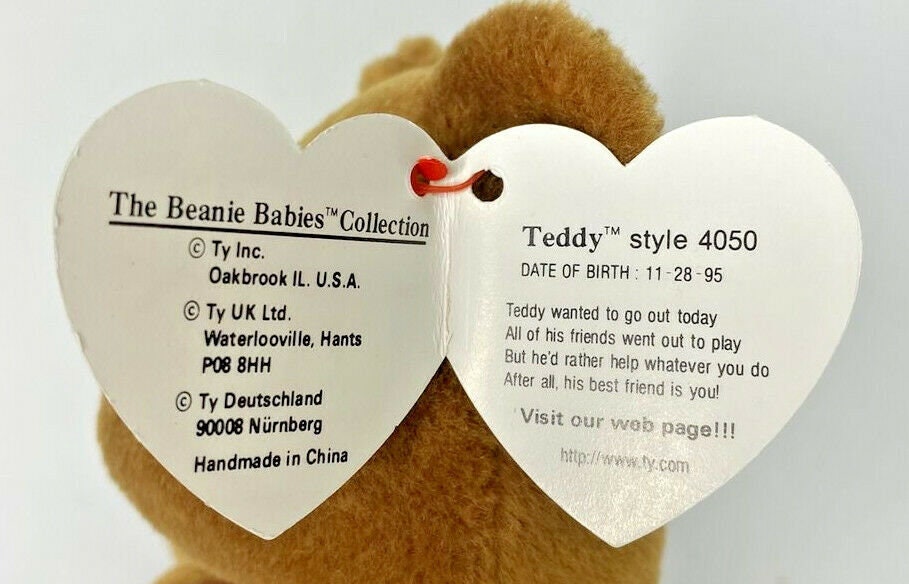 The Beanie Babies™ Collection
© Ty Inc.
Oakbrook IL. U.S.A.
© Ty UK Ltd.
Waterlooville, Hants
P08 8HH
© Ty Deutschland
90008 Nürnberg
Handmade in China
Teddy™ style 4050
DATE OF BIRTH : 11-28-95
Teddy wanted to go out today
All of his friends went out to play
But he'd rather help whatever you do
After all, his best friend is you!
Visit our web page!!!
http://www.ty.com